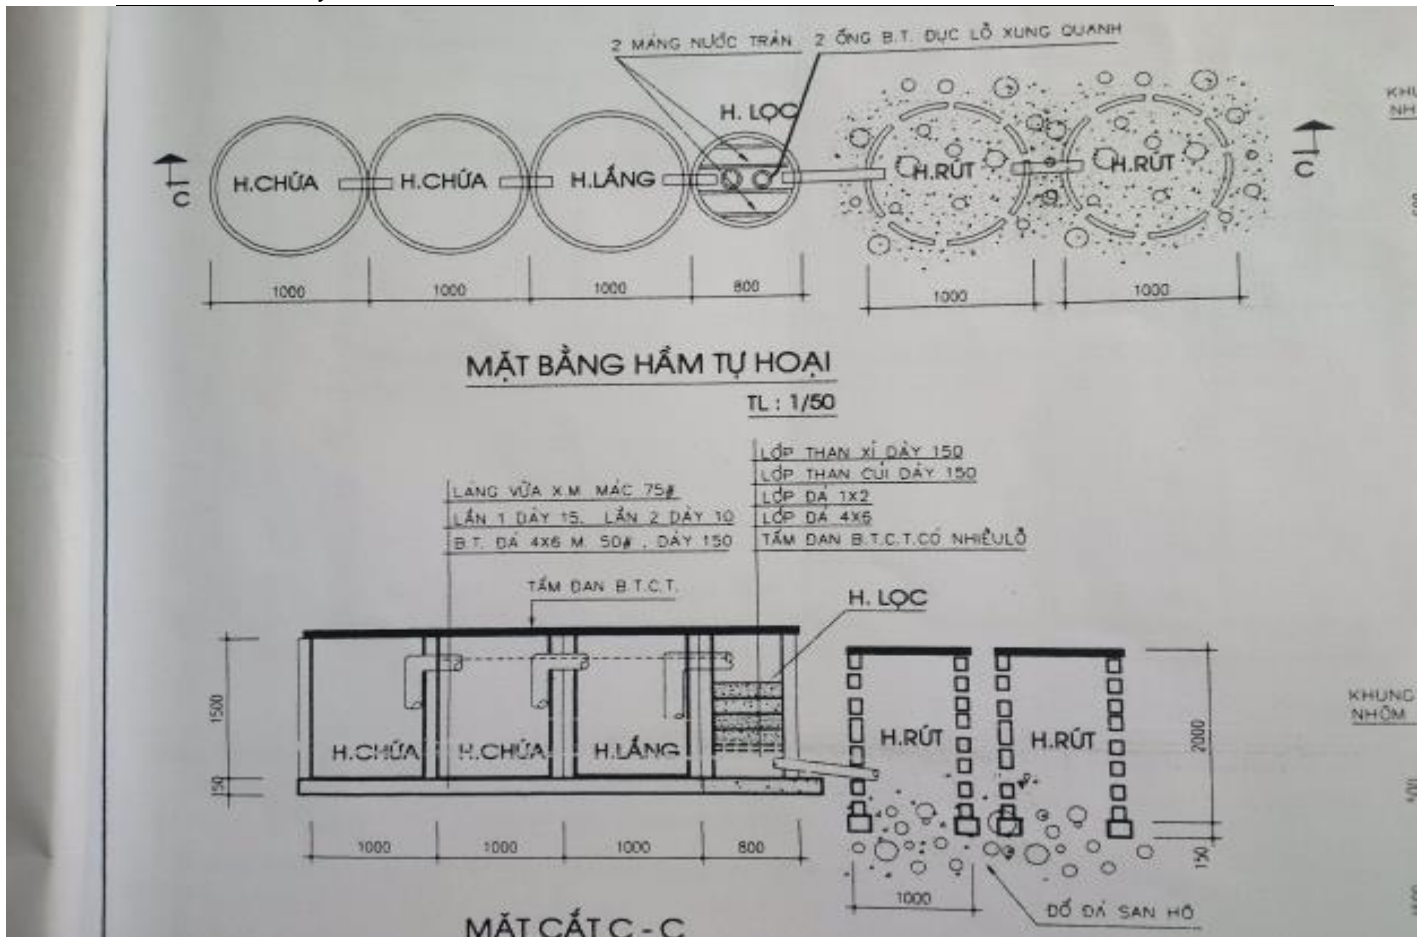 2 MÁNG NƯỚC TRÀN 2 ỐNG B.T. ĐỤC LỖ XUNG QUANH
KHU
NH
H. LỌC
C H.CHỨA H.CHỨA H.LẮNG H.RÚT H.RÚT C
1000 1000 1000 800 1000 1000
MẶT BẰNG HẦM TỰ HOẠI
TL : 1/50
LỚP THAN XỈ DÀY 150
LỚP THAN CỦI DÀY 150
LỚP ĐÁ 1X2
LỚP ĐÁ 4X6
TẤM ĐAN B.T.C.T.CÓ NHIỀU LỖ
LÁNG VỮA X.M. MÁC 75#
LẦN 1 DÀY 15, LẦN 2 DÀY 10
B.T. ĐÁ 4X6 M. 50#, DÀY 150
TẤM ĐAN B.T.C.T.
H. LỌC
KHUNG
NHÔM
1500
H.CHỨA H.CHỨA H.LẮNG H.RÚT H.RÚT
2000
150
1000 1000 1000 800
150
1000
ĐỔ ĐÁ SAN HÔ
MẶT CẮT C - C